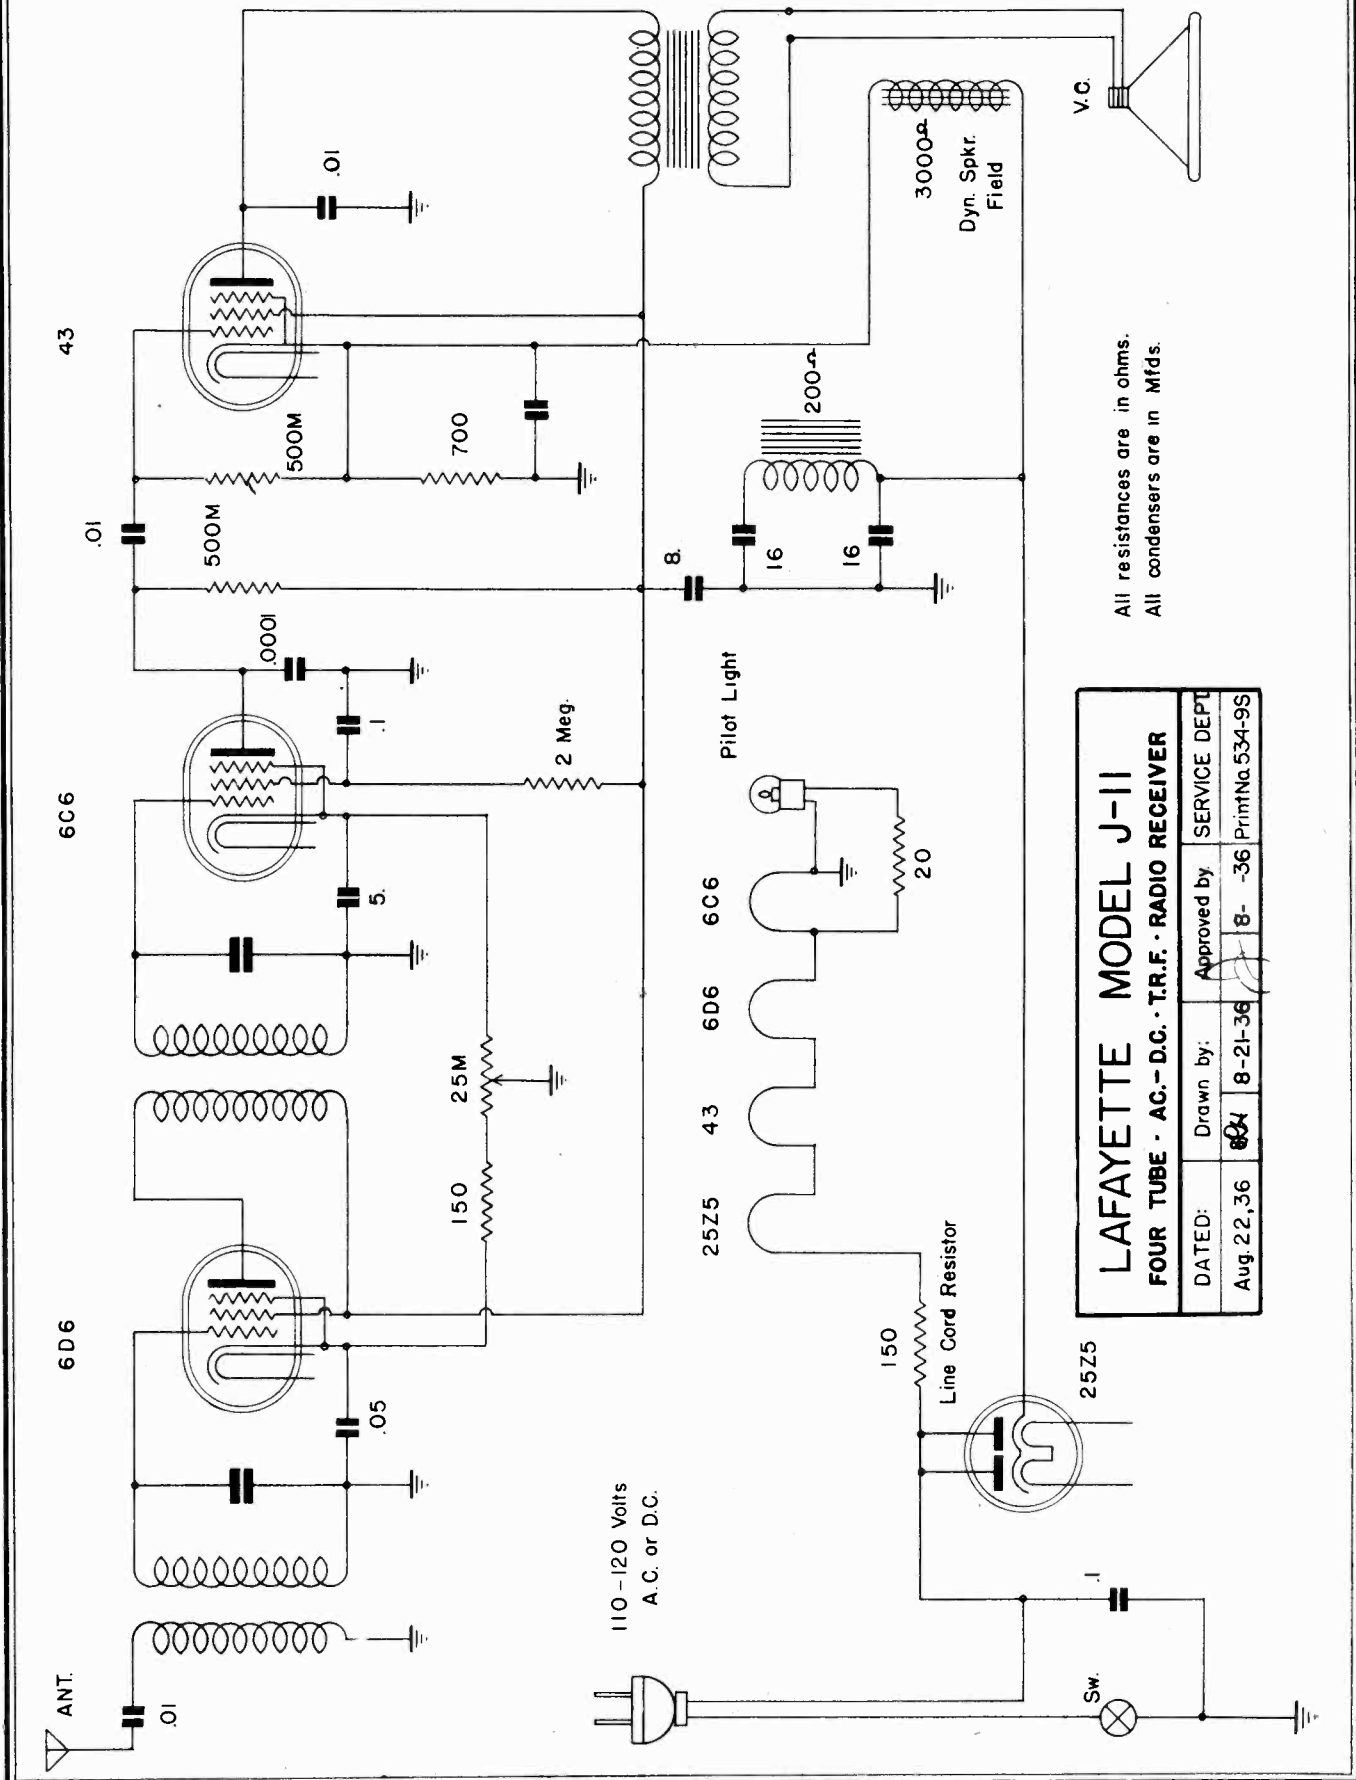 ANT.
.01
6D6
.05
6C6
5.
.1
.0001
.01
43
.01
500M
500M
700
150
25M
2 Meg.
110-120 Volts
A.C. or D.C.
25Z5
43
6D6
6C6
Pilot Light
20
8.
16
16
200Ω
3000Ω
Dyn. Spkr.
Field
V.C.
150
Line Cord Resistor
25Z5
.1
Sw.
All resistances are in ohms.
All condensers are in Mfds.
LAFAYETTE MODEL J-11
FOUR TUBE - AC.-D.C. - T.R.F. - RADIO RECEIVER
DATED: Drawn by: Approved by SERVICE DEPT
Aug. 22,36 8-21-36 8- -36 Print No 534-9S